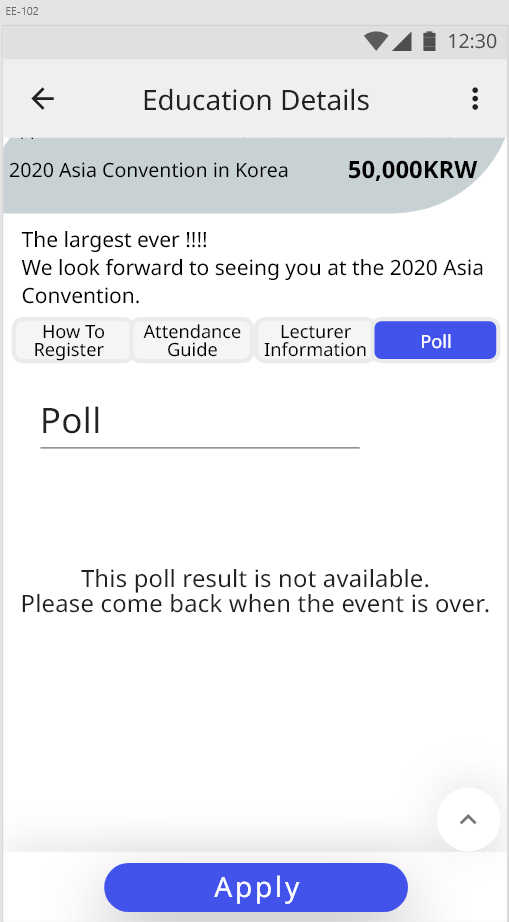 EE-102
12:30
Education Details
2020 Asia Convention in Korea 50,000KRW
The largest ever !!!!
We look forward to seeing you at the 2020 Asia
Convention.
How To
Register
Attendance
Guide
Lecturer
Information
Poll
Poll
This poll result is not available.
Please come back when the event is over.
Apply